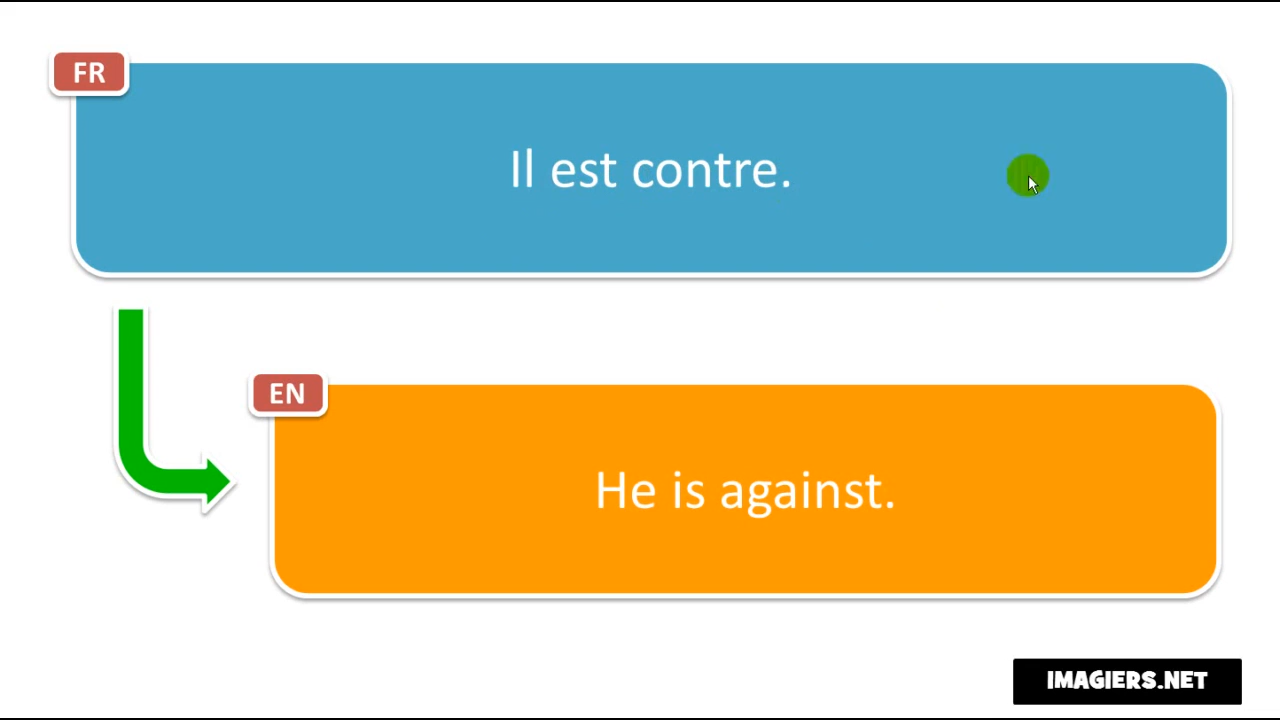 FR
Il est contre.
EN
He is against.
IMAGIERS.NET